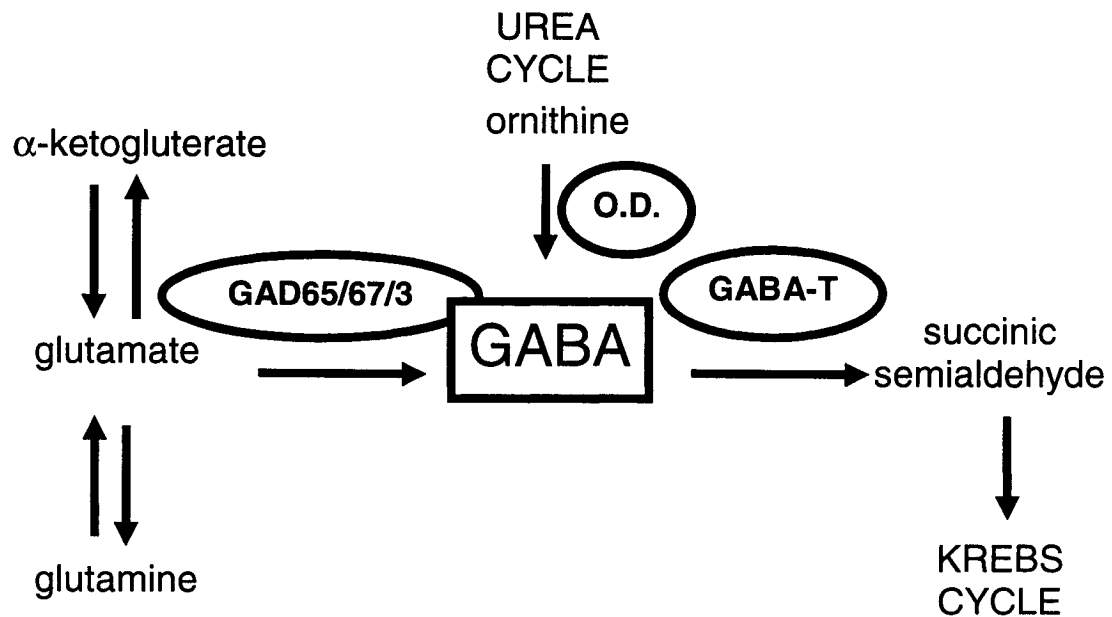 UREA
CYCLE
ornithine
α-ketogluterate
O.D.
GAD65/67/3
GABA-T
GABA
glutamate
succinic
semialdehyde
glutamine
KREBS
CYCLE